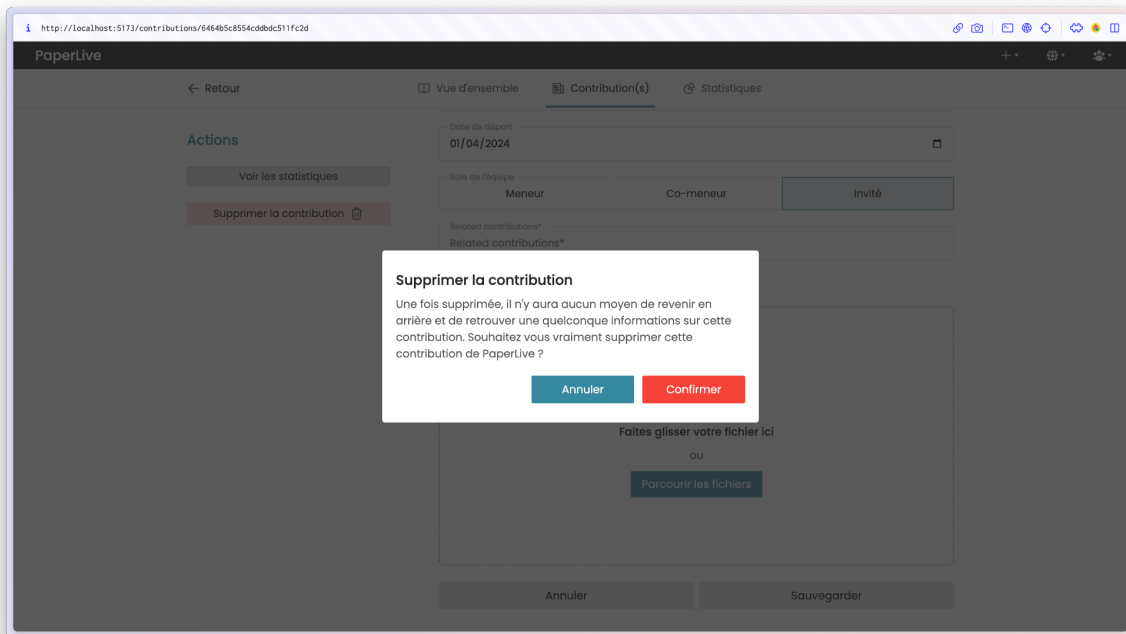 http://localhost:5173/contributions/6464b5c8554cddbdc511fc2d
PaperLive
Retour
Vue d'ensemble
Contribution(s)
Statistiques
Actions
Voir les statistiques
Supprimer la contribution
Date de départ
01/04/2024
Role de l'équipe
Meneur
Co-meneur
Invité
Related contributions*
Related contributions*
Supprimer la contribution
Une fois supprimée, il n'y aura aucun moyen de revenir en
arrière et de retrouver une quelconque informations sur cette
contribution. Souhaitez vous vraiment supprimer cette
contribution de PaperLive ?
Annuler
Confirmer
Faites glisser votre fichier ici
ou
Parcourir les fichiers
Annuler
Sauvegarder